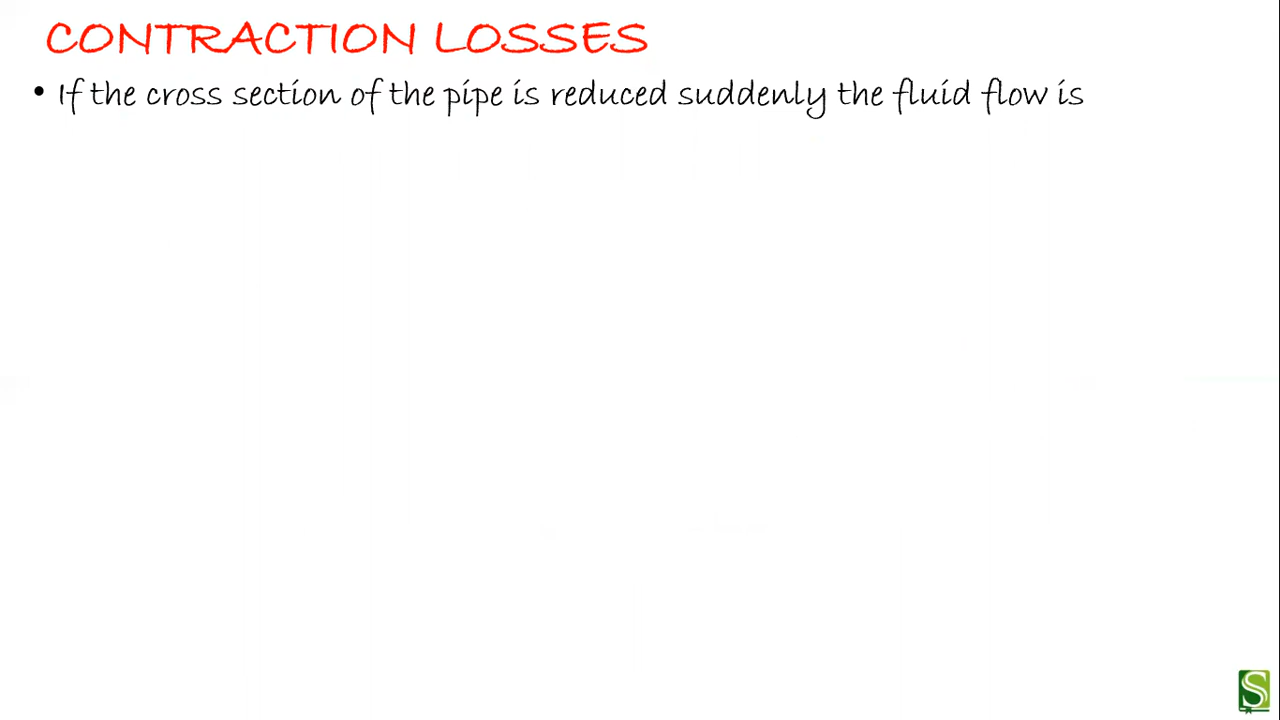 CONTRACTION LOSSES
• If the cross section of the pipe is reduced suddenly the fluid flow is
S